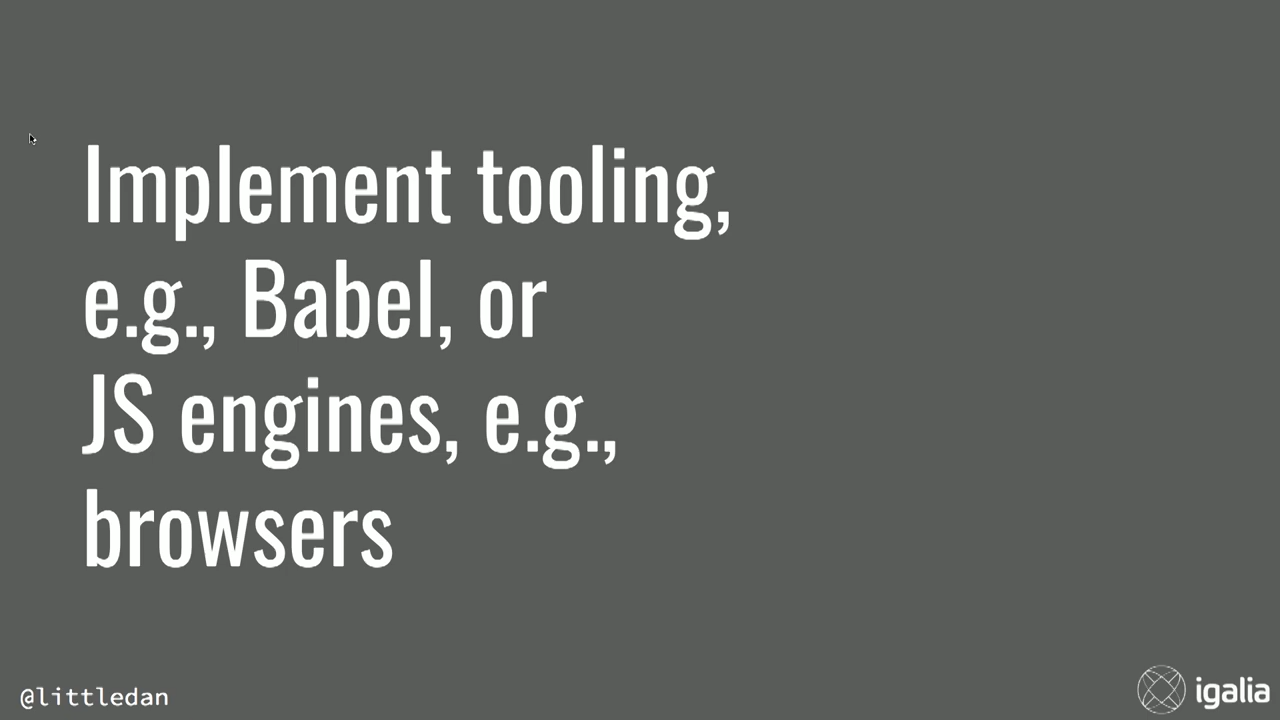 Implement tooling,
e.g., Babel, or
JS engines, e.g.,
browsers
@littledan
igalia